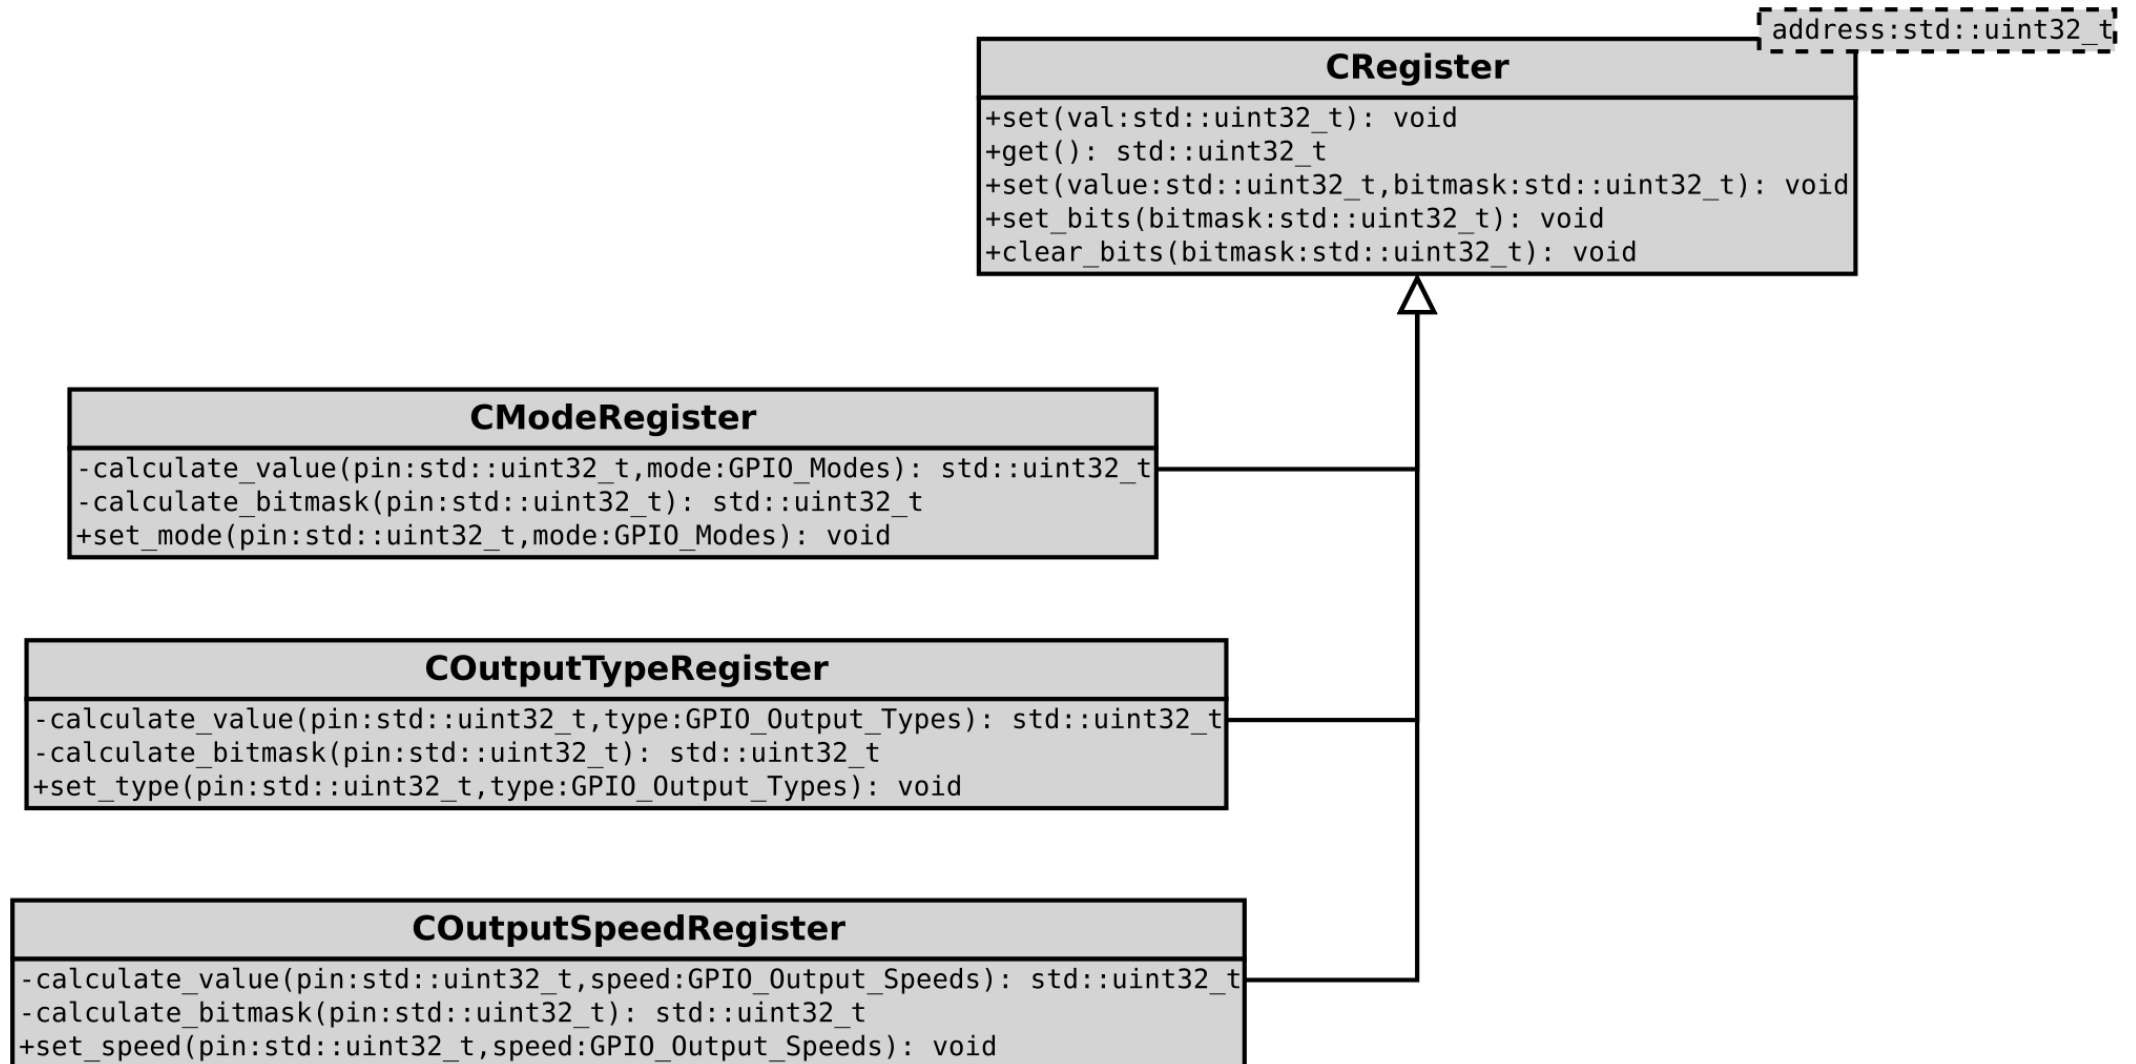 address:std::uint32_t
CRegister
+set(val:std::uint32_t): void
+get(): std::uint32_t
+set(value:std::uint32_t,bitmask:std::uint32_t): void
+set_bits(bitmask:std::uint32_t): void
+clear_bits(bitmask:std::uint32_t): void
CModeRegister
-calculate_value(pin:std::uint32_t,mode:GPIO_Modes): std::uint32_t
-calculate_bitmask(pin:std::uint32_t): std::uint32_t
+set_mode(pin:std::uint32_t,mode:GPIO_Modes): void
COutputTypeRegister
-calculate_value(pin:std::uint32_t,type:GPIO_Output_Types): std::uint32_t
-calculate_bitmask(pin:std::uint32_t): std::uint32_t
+set_type(pin:std::uint32_t,type:GPIO_Output_Types): void
COutputSpeedRegister
-calculate_value(pin:std::uint32_t,speed:GPIO_Output_Speeds): std::uint32_t
-calculate_bitmask(pin:std::uint32_t): std::uint32_t
+set_speed(pin:std::uint32_t,speed:GPIO_Output_Speeds): void